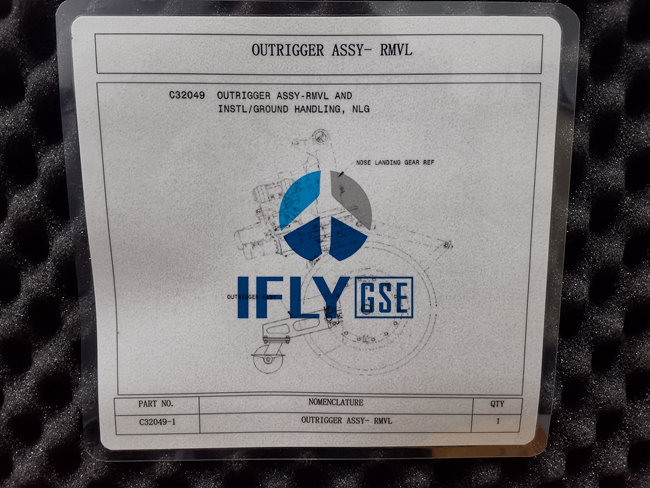 OUTRIGGER ASSY- RMVL
C32049 OUTRIGGER ASSY-RMVL AND
INSTL/GROUND HANDLING, NLG
NOSE LANDING GEAR REF
IFLY GSE
PART NO. NOMENCLATURE QTY
C32049-1 OUTRIGGER ASSY- RMVL 1